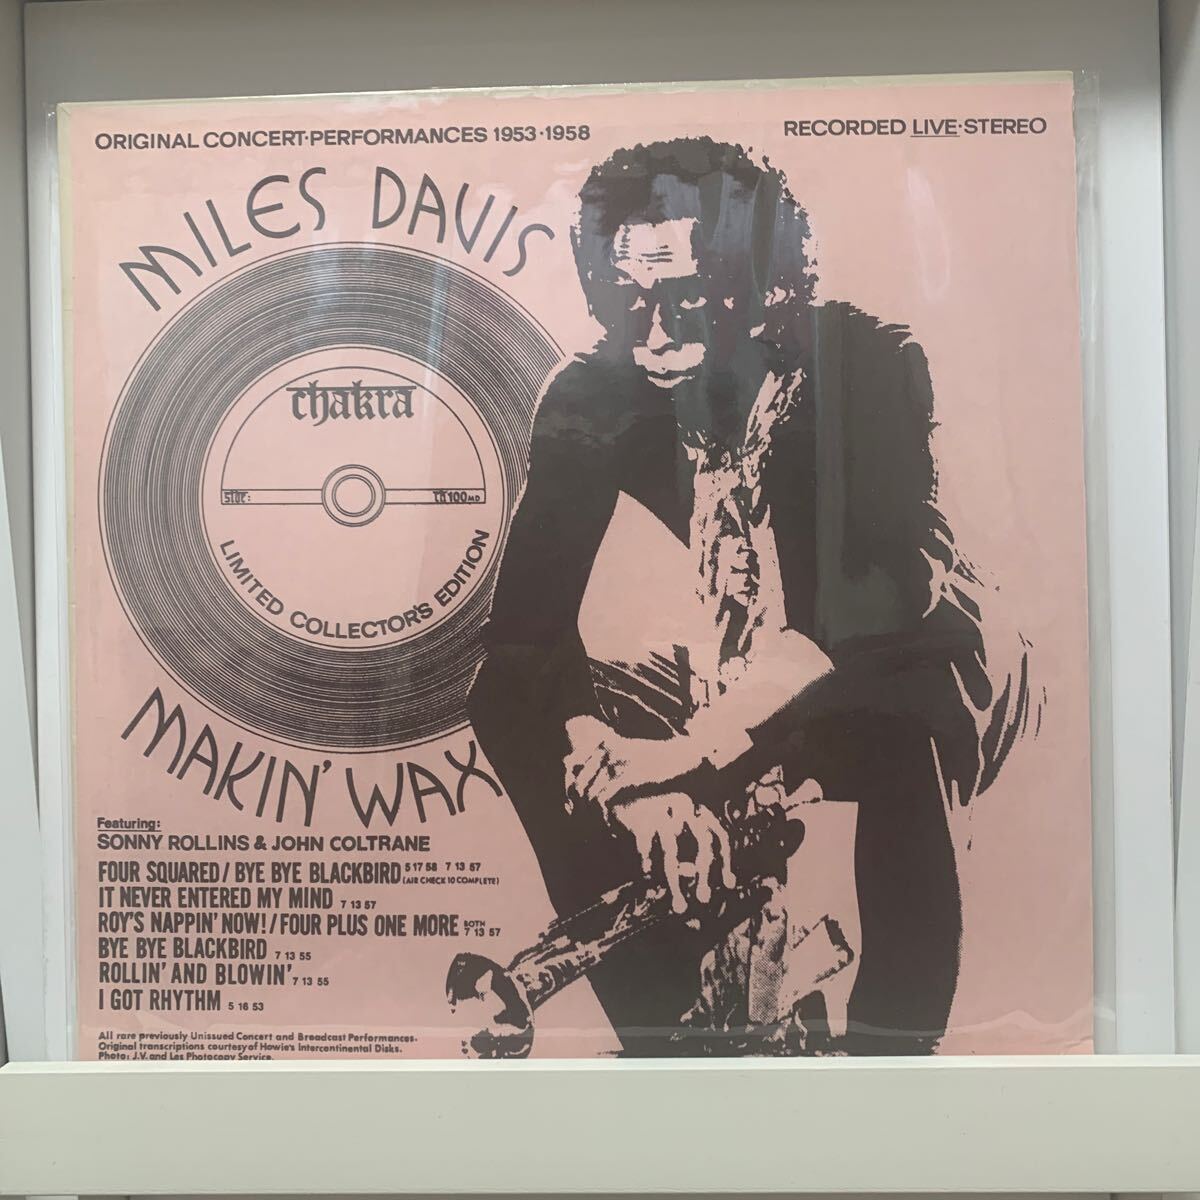 ORIGINAL CONCERT·PERFORMANCES 1953·1958
RECORDED LIVE·STEREO
MILES DAVIS
chakra
side: ca100MD
LIMITED COLLECTOR'S EDITION
MAKIN' WAX
Featuring:
SONNY ROLLINS & JOHN COLTRANE
FOUR SQUARED / BYE BYE BLACKBIRD 5 17 58 7 13 57
(AIR CHECK 10 COMPLETE)
IT NEVER ENTERED MY MIND 7 13 57
ROY'S NAPPIN' NOW! / FOUR PLUS ONE MORE BOTH 7 13 57
BYE BYE BLACKBIRD 7 13 55
ROLLIN' AND BLOWIN' 7 13 55
I GOT RHYTHM 5 16 53
All rare previously Unissued Concert and Broadcast Performances.
Original transcriptions courtesy of Howie's Intercontinental Disks.
Photo: J.V. and Les Photocopy Service.